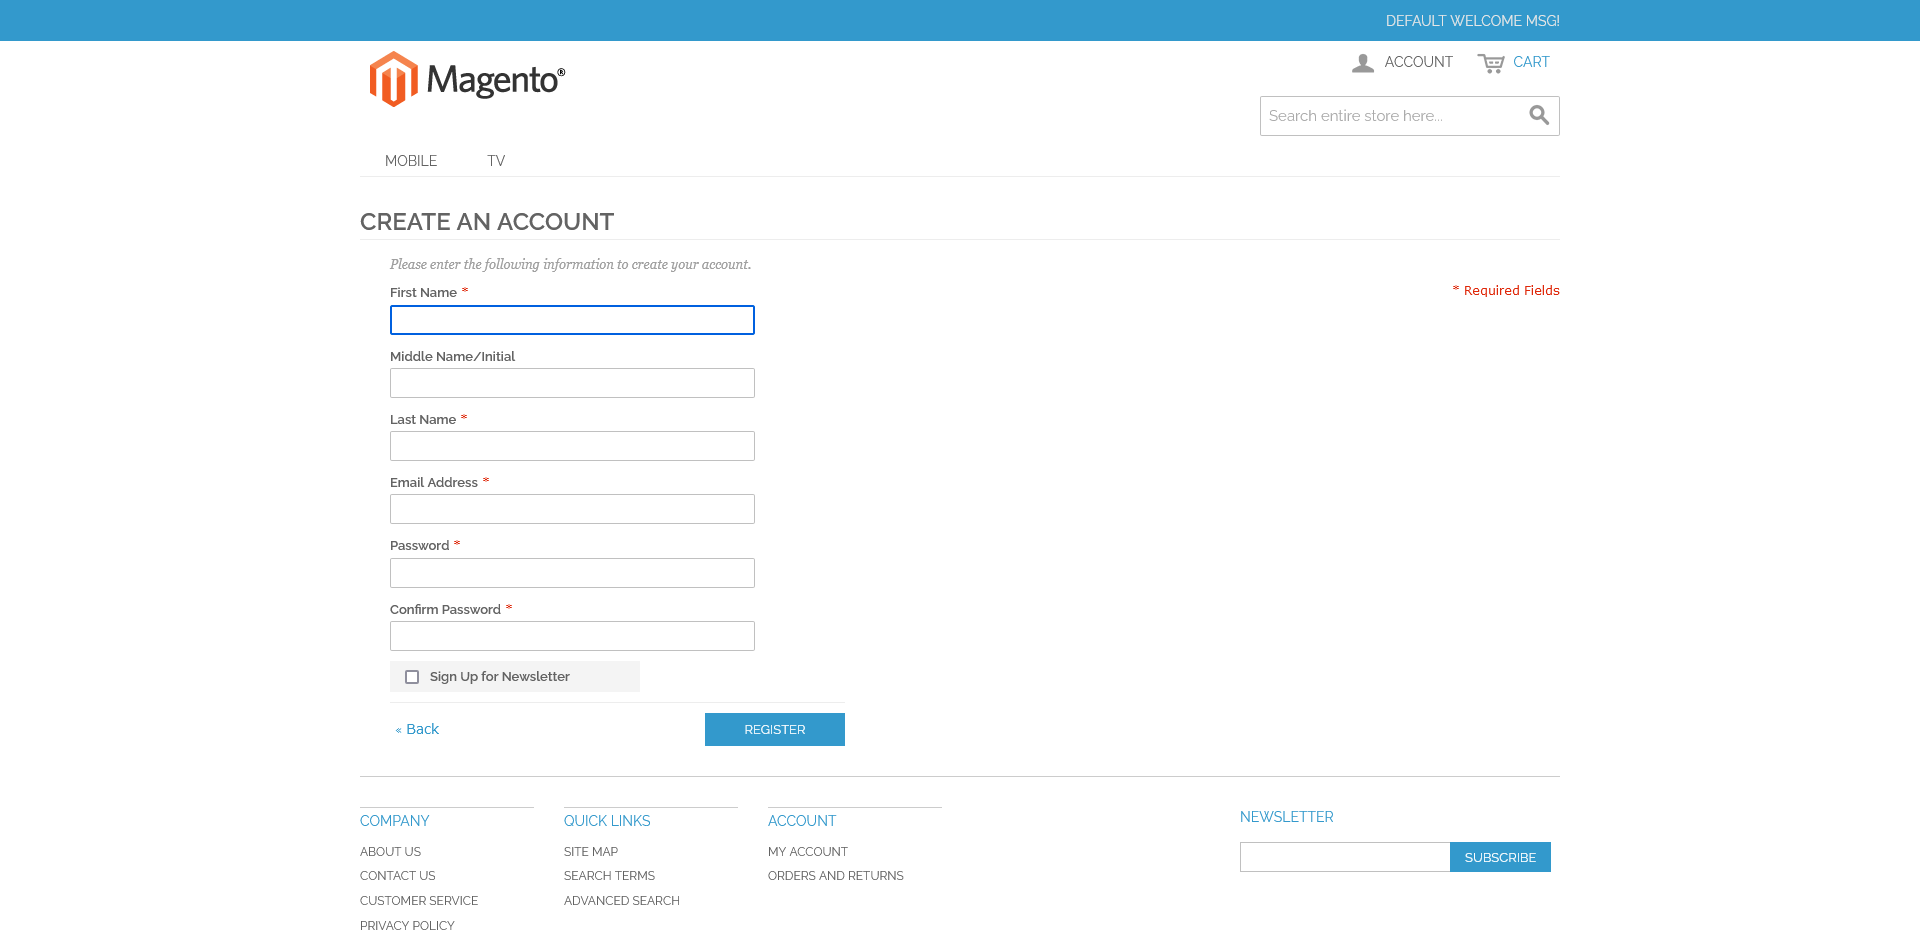 DEFAULT WELCOME MSG!
Magento®
ACCOUNT
CART
Search entire store here...
MOBILE
TV
CREATE AN ACCOUNT
Please enter the following information to create your account.
* Required Fields
First Name *
Middle Name/Initial
Last Name *
Email Address *
Password *
Confirm Password *
Sign Up for Newsletter
« Back
REGISTER
COMPANY
ABOUT US
CONTACT US
CUSTOMER SERVICE
PRIVACY POLICY
QUICK LINKS
SITE MAP
SEARCH TERMS
ADVANCED SEARCH
ACCOUNT
MY ACCOUNT
ORDERS AND RETURNS
NEWSLETTER
SUBSCRIBE